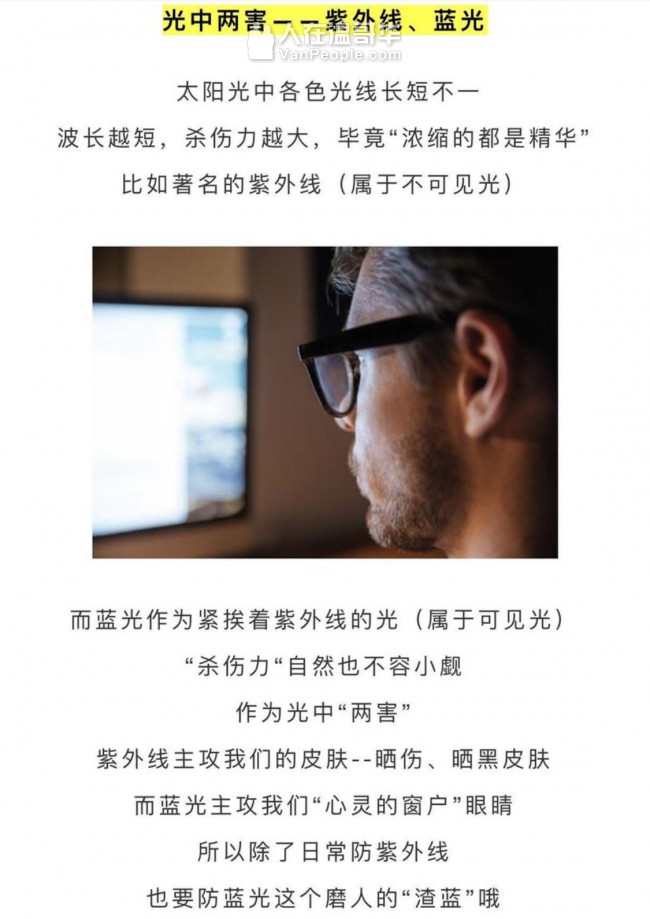 光中两害——紫外线、蓝光
人在温哥华
VanPeople.com
太阳光中各色光线长短不一
波长越短，杀伤力越大，毕竟“浓缩的都是精华”
比如著名的紫外线（属于不可见光）
而蓝光作为紧挨着紫外线的光（属于可见光）
“杀伤力“自然也不容小觑
作为光中“两害”
紫外线主攻我们的皮肤--晒伤、晒黑皮肤
而蓝光主攻我们“心灵的窗户”眼睛
所以除了日常防紫外线
也要防蓝光这个磨人的“渣蓝”哦